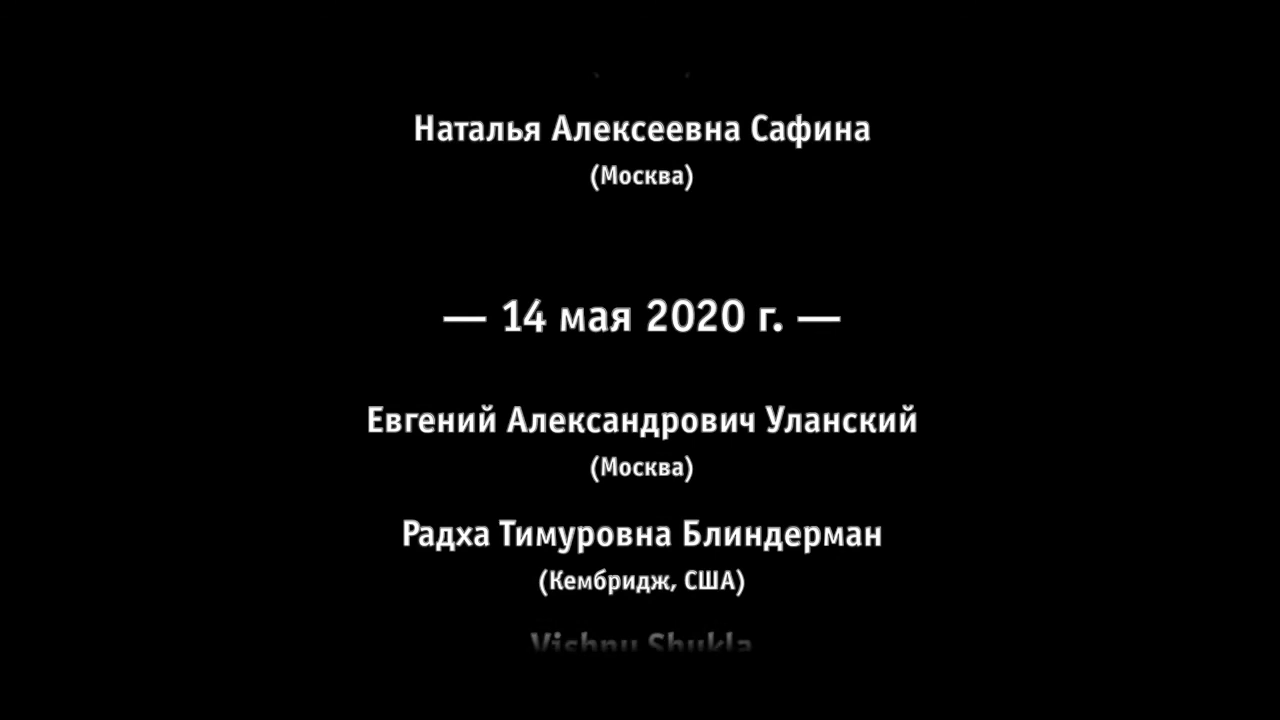 Наталья Алексеевна Сафина
(Москва)
— 14 мая 2020 г. —
Евгений Александрович Уланский
(Москва)
Радха Тимуровна Блиндерман
(Кембридж, США)
Vishnu Shukla